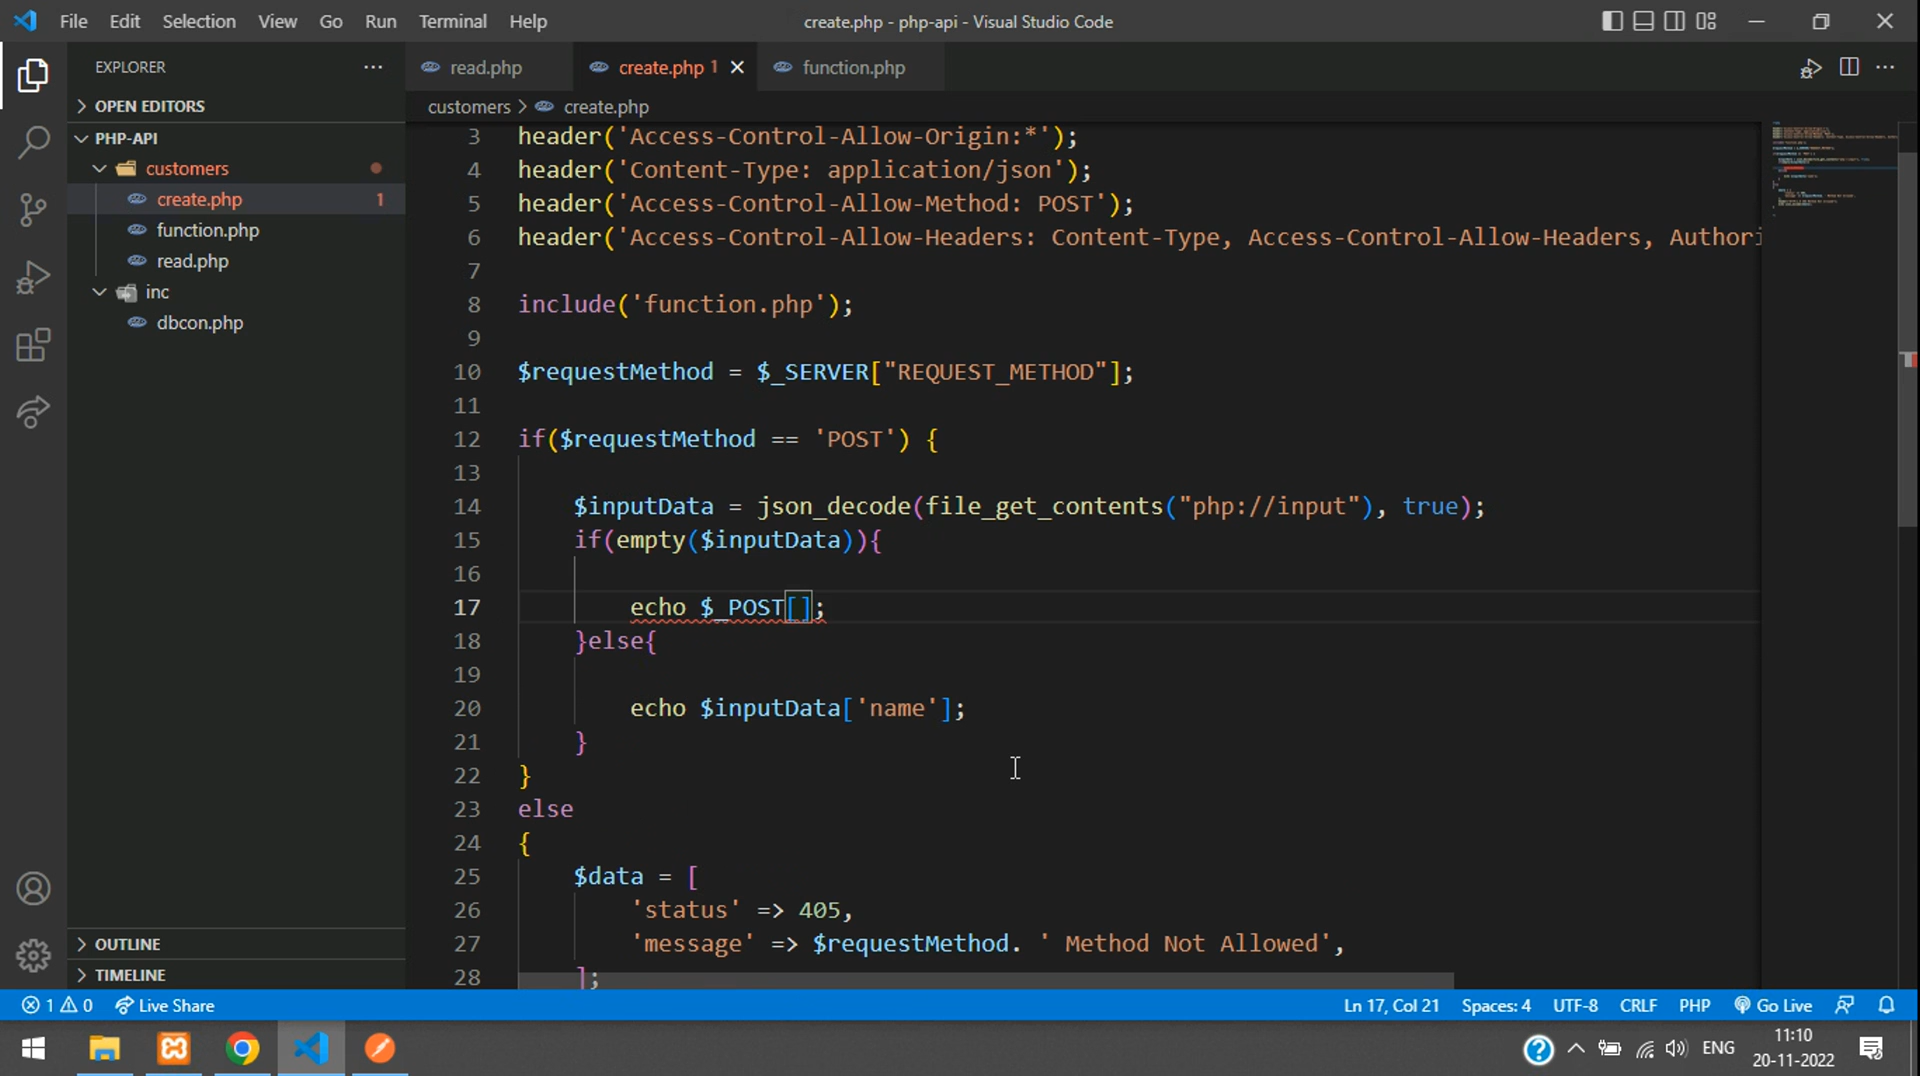 File Edit Selection View Go Run Terminal Help create.php - php-api - Visual Studio Code
EXPLORER
OPEN EDITORS
PHP-API
customers
create.php 1
function.php
read.php
inc
dbcon.php
OUTLINE
TIMELINE
read.php create.php 1 function.php
customers > create.php
3 header('Access-Control-Allow-Origin:*');
4 header('Content-Type: application/json');
5 header('Access-Control-Allow-Method: POST');
6 header('Access-Control-Allow-Headers: Content-Type, Access-Control-Allow-Headers, Authori
7
8 include('function.php');
9
10 $requestMethod = $_SERVER["REQUEST_METHOD"];
11
12 if($requestMethod == 'POST') {
13
14 $inputData = json_decode(file_get_contents("php://input"), true);
15 if(empty($inputData)){
16
17 echo $_POST[];
18 }else{
19
20 echo $inputData['name'];
21 }
22 }
23 else
24 {
25 $data = [
26 'status' => 405,
27 'message' => $requestMethod. ' Method Not Allowed',
28 ];
1 0 Live Share Ln 17, Col 21 Spaces: 4 UTF-8 CRLF PHP Go Live
ENG 11:10
20-11-2022